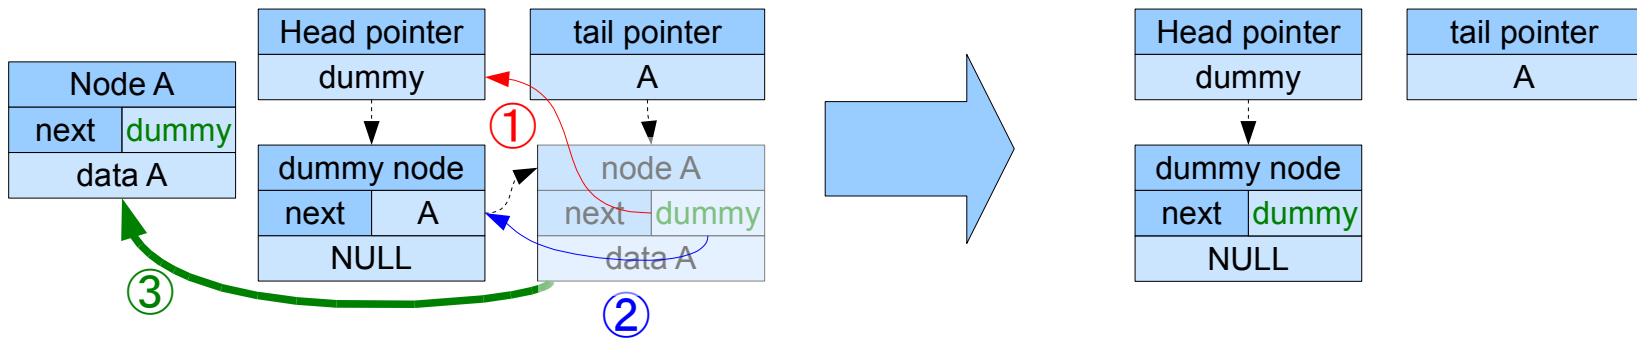 Node A
next dummy
data A
Head pointer
dummy
tail pointer
A
①
dummy node
next A
NULL
node A
next dummy
data A
③
②
Head pointer
dummy
tail pointer
A
dummy node
next dummy
NULL